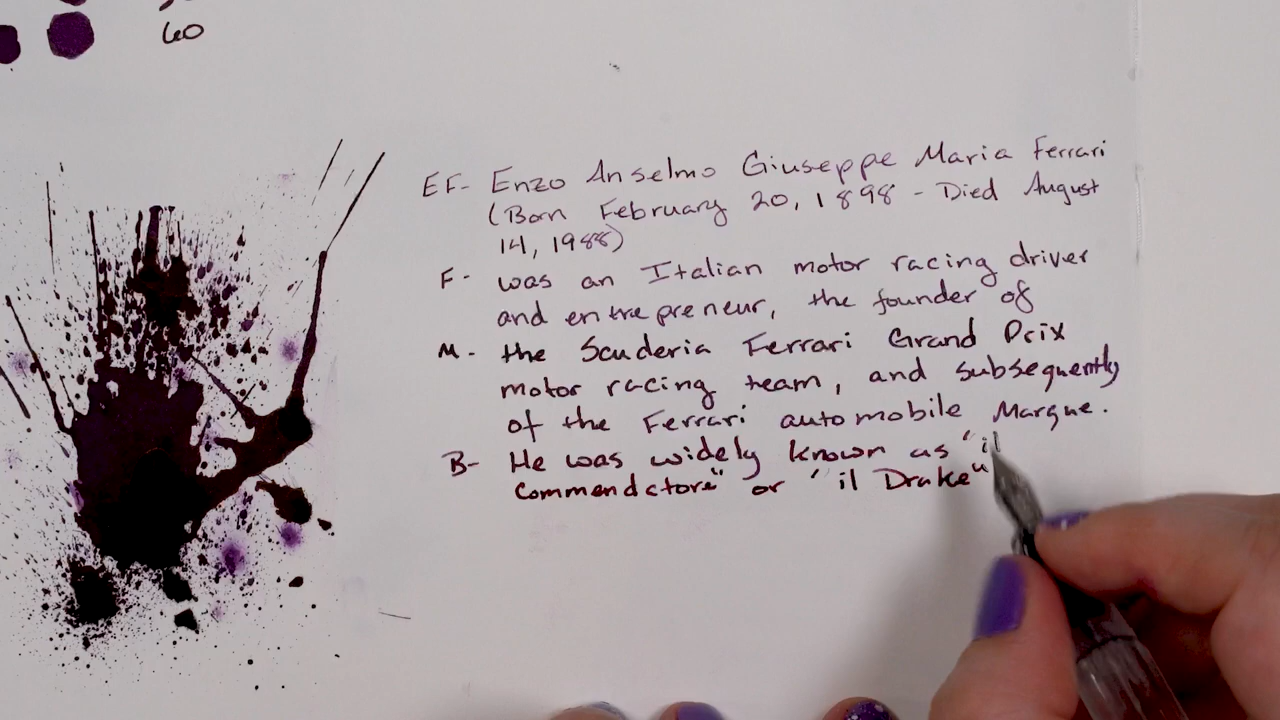 60
EF- Enzo Anselmo Giuseppe Maria Ferrari
(Born February 20, 1898 - Died August
14, 1988)
F- was an Italian motor racing driver
and entrepreneur, the founder of
M- the Scuderia Ferrari Grand Prix
motor racing team, and subsequently
of the Ferrari automobile Marque.
B- He was widely known as "il
Commendatore" or "il Drake"